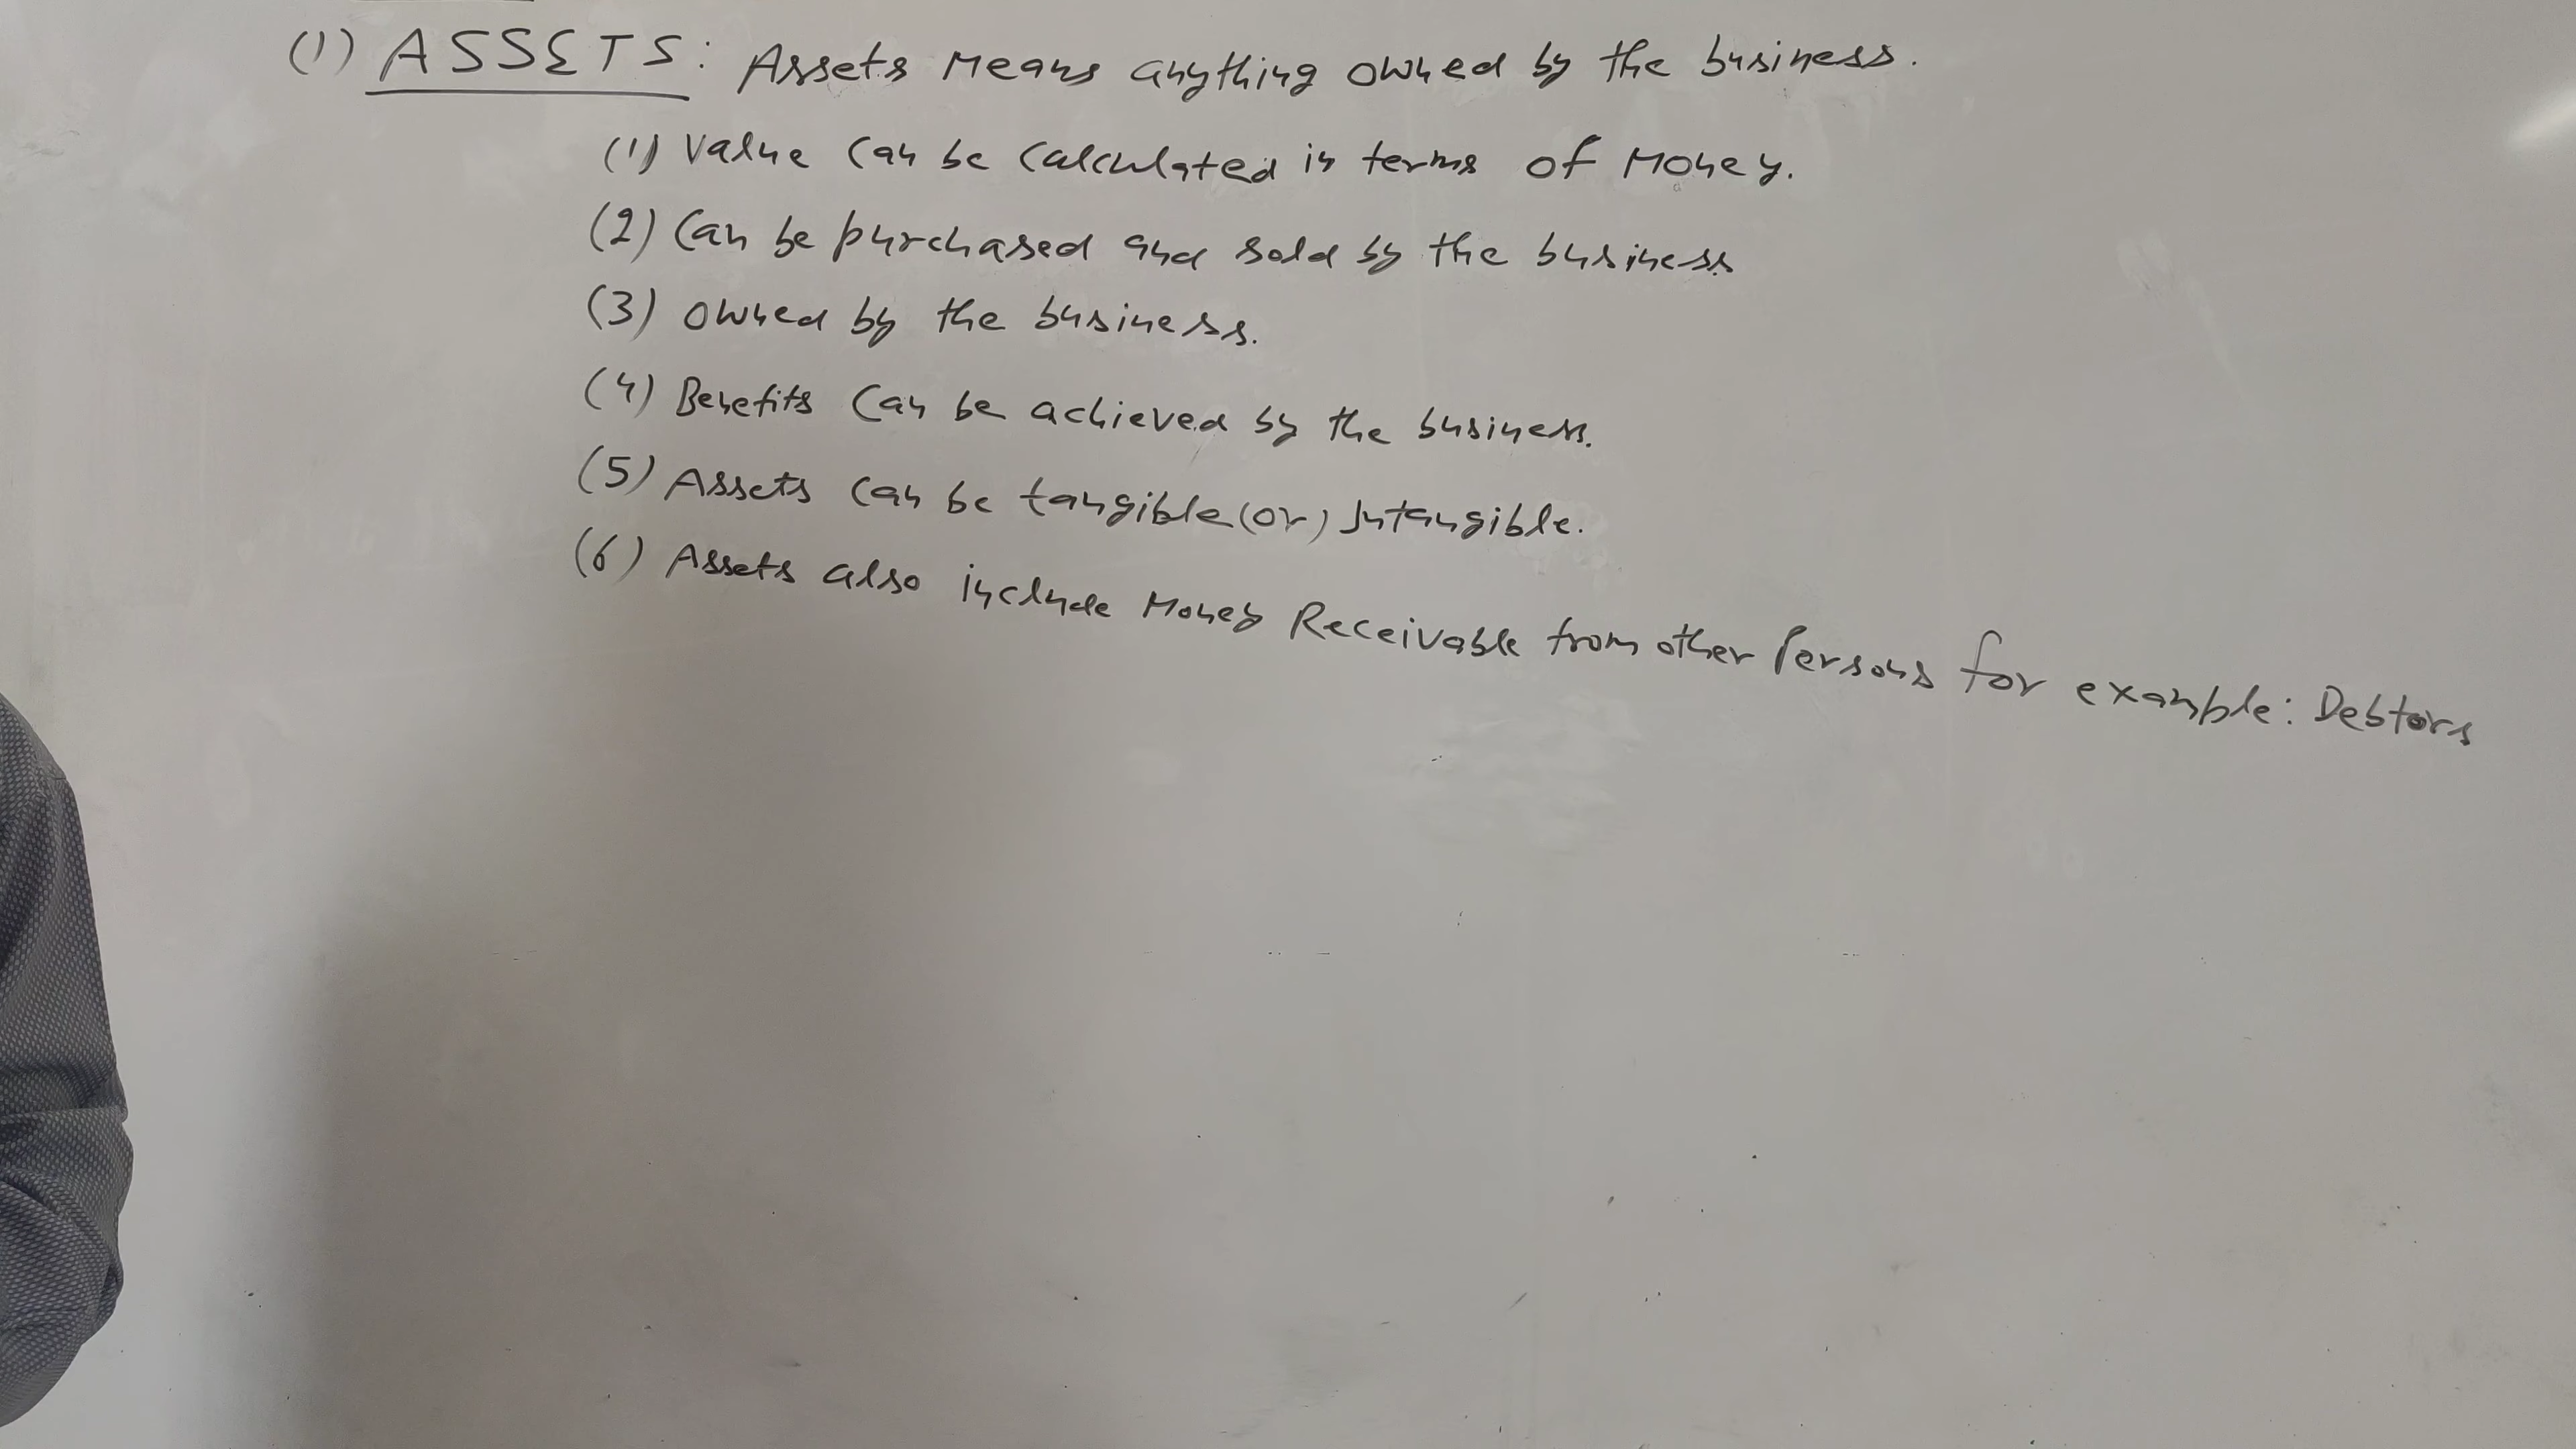 (1) ASSETS: Assets Means anything owned by the business.
(1) Value can be calculated in terms of Money.
(2) Can be purchased and sold by the business
(3) owned by the business.
(4) Benefits can be achieved by the business.
(5) Assets can be tangible (or) Intangible.
(6) Assets also include Money Receivable from other Persons for example: Debtors